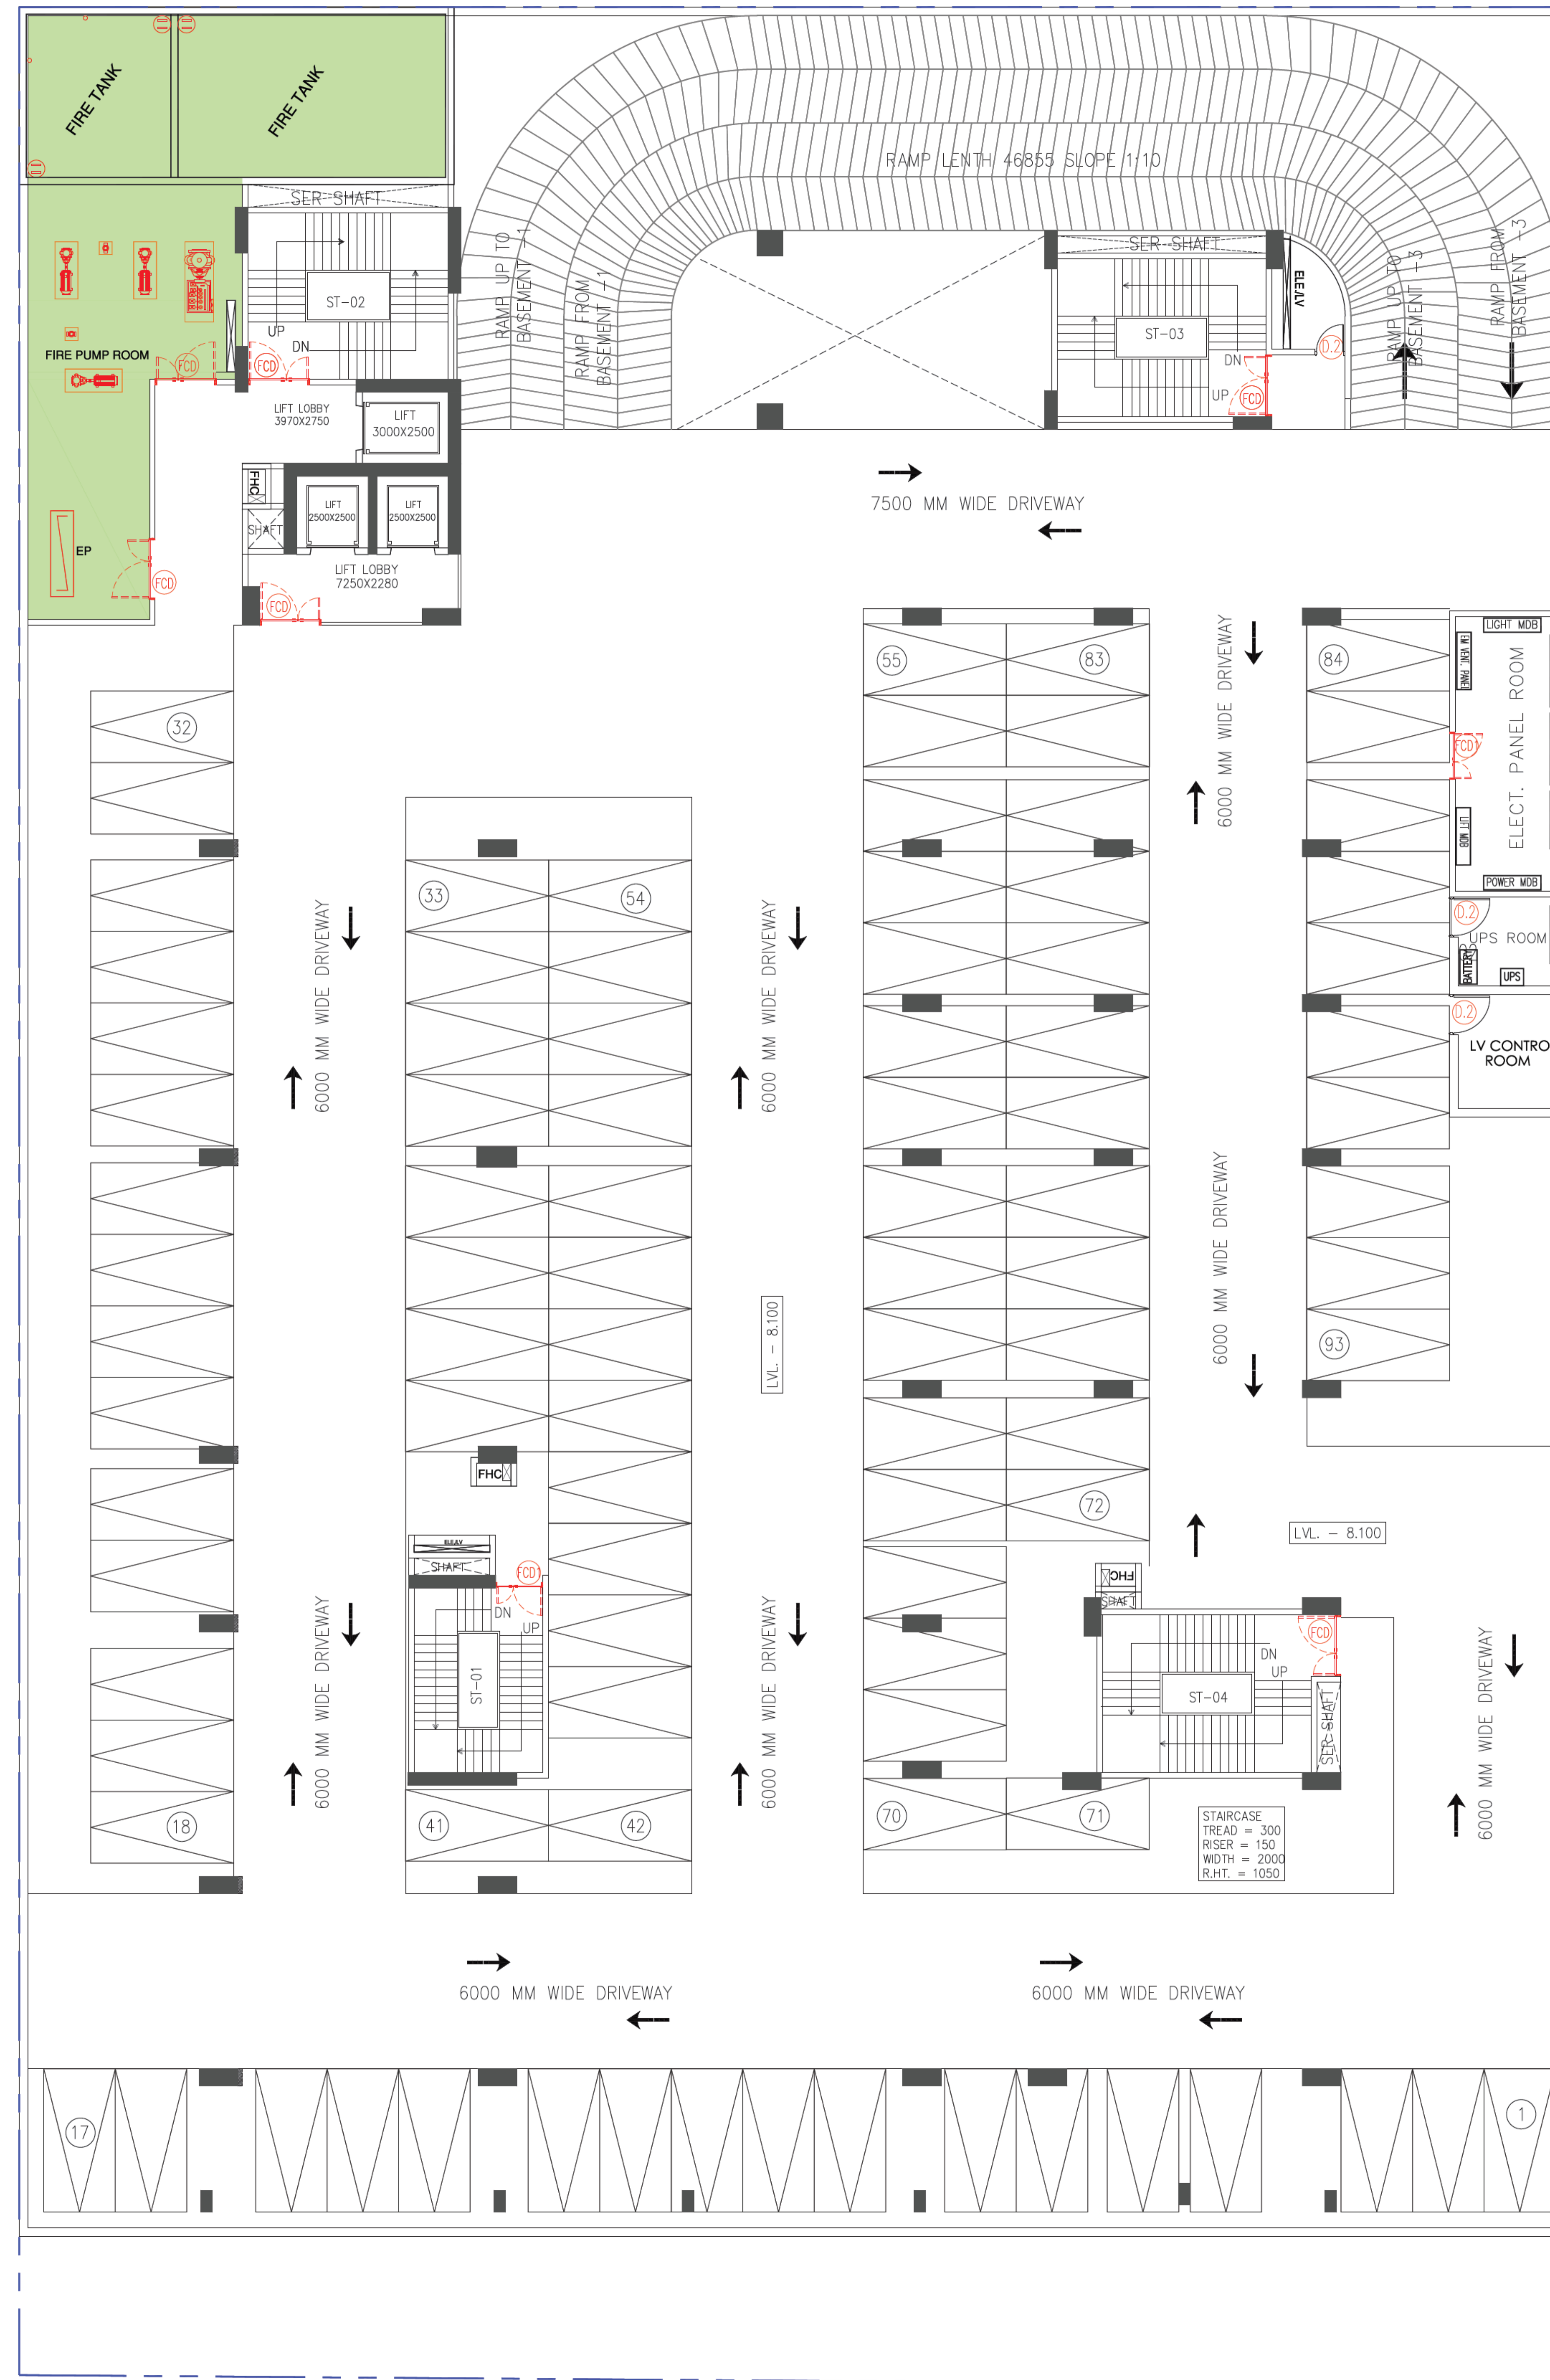 FIRE TANK
FIRE TANK
RAMP LENTH 46855 SLOPE 1:10
SER SHAFT
RAMP UP TO
BASEMENT -1
RAMP FROM
BASEMENT -1
SER-SHAFT
ELE/LV
RAMP UP TO
BASEMENT -3
RAMP FROM
BASEMENT -3
ST-02
UP
DN
ST-03
DN
UP
D.2
FCD
FIRE PUMP ROOM
FCD
FCD
LIFT LOBBY
3970X2750
LIFT
3000X2500
FHC
SHAFT
LIFT
2500X2500
LIFT
2500X2500
7500 MM WIDE DRIVEWAY
EP
FCD
LIFT LOBBY
7250X2280
FCD
55
83
6000 MM WIDE DRIVEWAY
84
LIGHT MDB
EM VENT. PANEL
ELECT. PANEL ROOM
FCD1
LIFT MDB
POWER MDB
32
33
54
6000 MM WIDE DRIVEWAY
6000 MM WIDE DRIVEWAY
D.2
UPS ROOM
BATTERY
UPS
D.2
LV CONTRO
ROOM
6000 MM WIDE DRIVEWAY
LVL. - 8.100
93
FHC
72
LVL. - 8.100
ELE/LV
SHAFT
FCD1
DN
UP
ST-01
6000 MM WIDE DRIVEWAY
6000 MM WIDE DRIVEWAY
FHC
SHAFT
FCD
DN
UP
ST-04
SER-SHAFT
6000 MM WIDE DRIVEWAY
18
41
42
70
71
STAIRCASE
TREAD = 300
RISER = 150
WIDTH = 2000
R.HT. = 1050
6000 MM WIDE DRIVEWAY
6000 MM WIDE DRIVEWAY
17
1